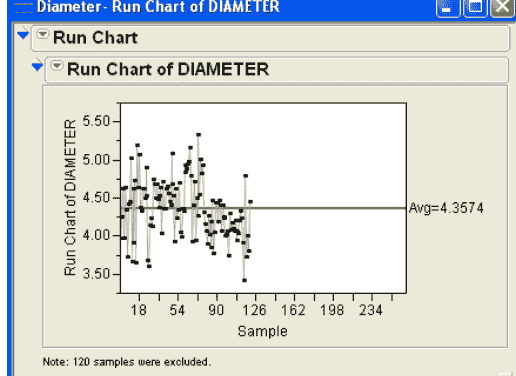 Diameter- Run Chart of DIAMETER
Run Chart
Run Chart of DIAMETER
Run Chart of DIAMETER
5.50
5.00
4.50
4.00
3.50
Avg=4.3574
18 54 90 126 162 198 234
Sample
Note: 120 samples were excluded.